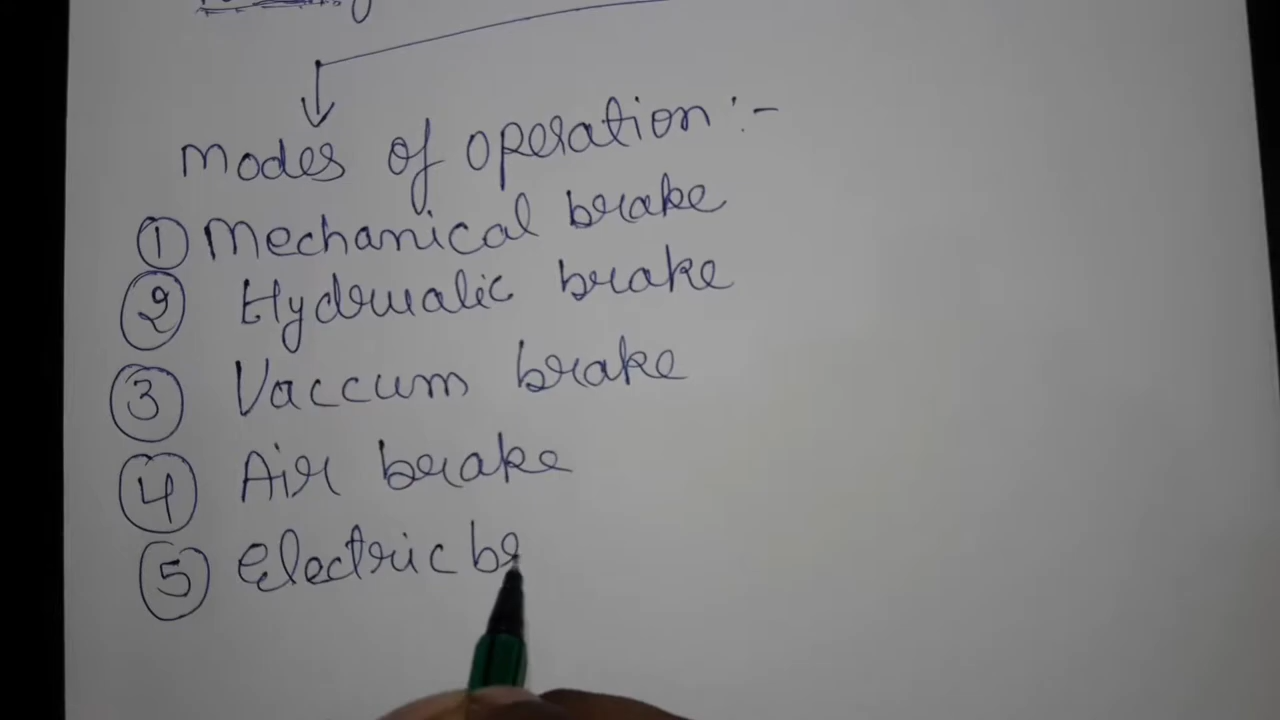 Modes of operation :-
① Mechanical brake
② Hydrualic brake
③ Vaccum brake
④ Air brake
⑤ Electric br